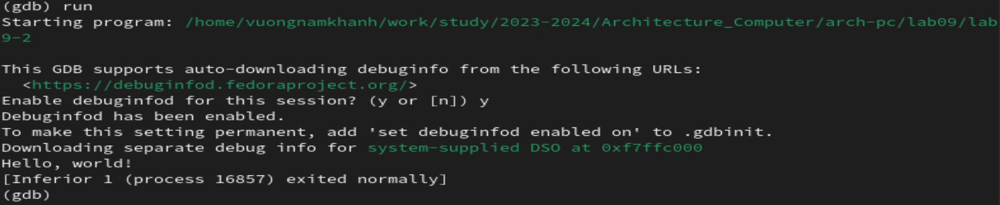 (gdb) run
Starting program: /home/vuongnamkhanh/work/study/2023-2024/Architecture_Computer/arch-pc/lab09/lab
9-2
This GDB supports auto-downloading debuginfo from the following URLs:
  <https://debuginfod.fedoraproject.org/>
Enable debuginfod for this session? (y or [n]) y
Debuginfod has been enabled.
To make this setting permanent, add 'set debuginfod enabled on' to .gdbinit.
Downloading separate debug info for system-supplied DSO at 0xf7ffc000
Hello, world!
[Inferior 1 (process 16857) exited normally]
(gdb)